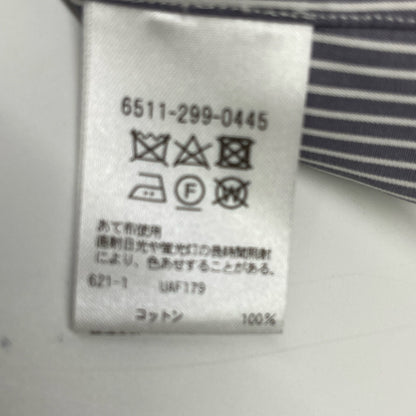 6511-299-0445
F W
あて布使用
直射日光や蛍光灯の長時間照射
により、色あせすることがある。
621-1 UAF179
コットン 100%